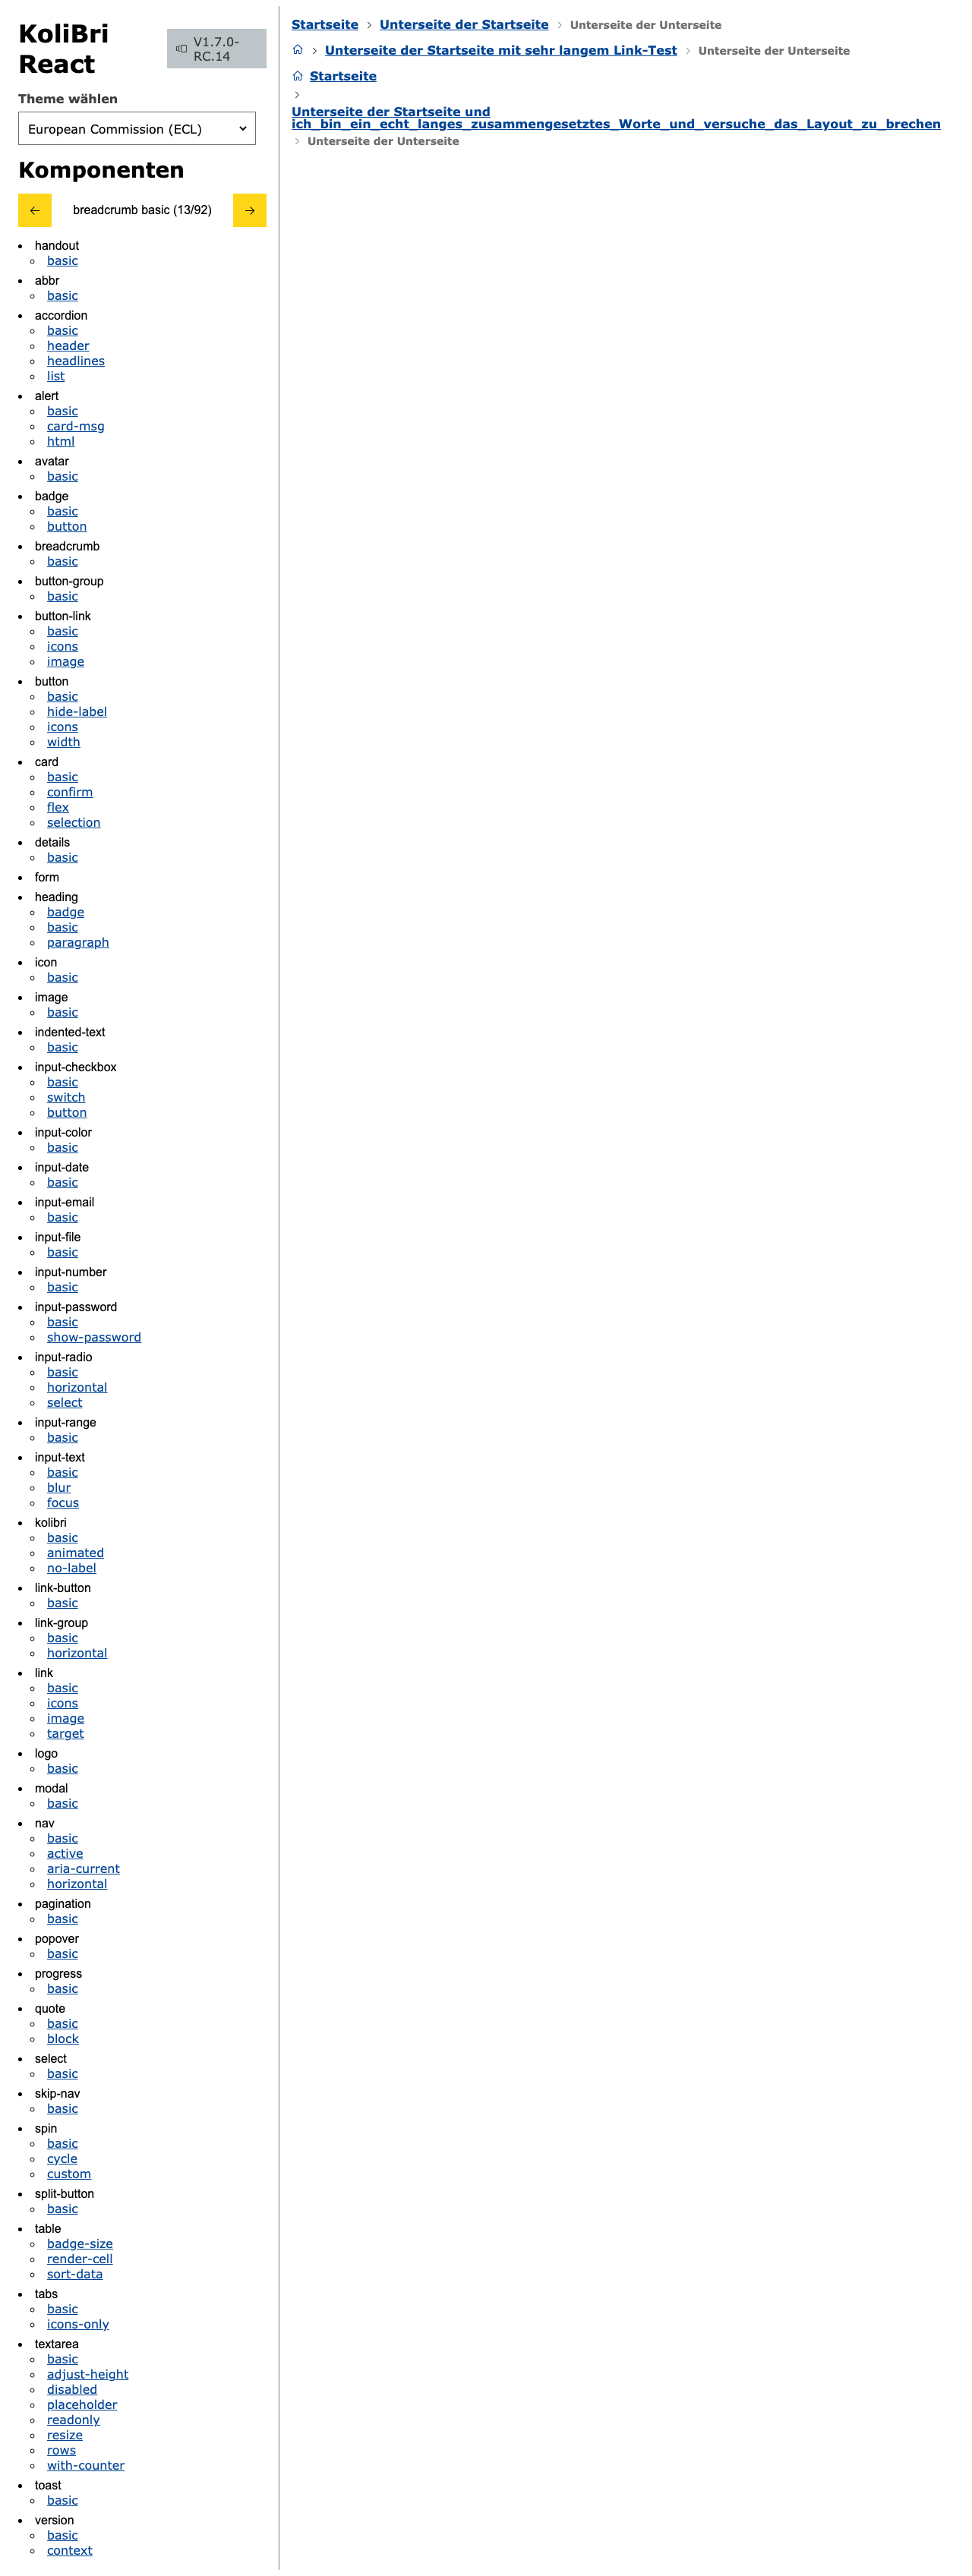 KoliBri
React
V1.7.0-
RC.14
Theme wählen
European Commission (ECL)
Komponenten
breadcrumb basic (13/92)
handout
basic
abbr
basic
accordion
basic
header
headlines
list
alert
basic
card-msg
html
avatar
basic
badge
basic
button
breadcrumb
basic
button-group
basic
button-link
basic
icons
image
button
basic
hide-label
icons
width
card
basic
confirm
flex
selection
details
basic
form
heading
badge
basic
paragraph
icon
basic
image
basic
indented-text
basic
input-checkbox
basic
switch
button
input-color
basic
input-date
basic
input-email
basic
input-file
basic
input-number
basic
input-password
basic
show-password
input-radio
basic
horizontal
select
input-range
basic
input-text
basic
blur
focus
kolibri
basic
animated
no-label
link-button
basic
link-group
basic
horizontal
link
basic
icons
image
target
logo
basic
modal
basic
nav
basic
active
aria-current
horizontal
pagination
basic
popover
basic
progress
basic
quote
basic
block
select
basic
skip-nav
basic
spin
basic
cycle
custom
split-button
basic
table
badge-size
render-cell
sort-data
tabs
basic
icons-only
textarea
basic
adjust-height
disabled
placeholder
readonly
resize
rows
with-counter
toast
basic
version
basic
context
Startseite > Unterseite der Startseite > Unterseite der Unterseite
> Unterseite der Startseite mit sehr langem Link-Test > Unterseite der Unterseite
Startseite
>
Unterseite der Startseite und
ich_bin_ein_echt_langes_zusammengesetztes_Worte_und_versuche_das_Layout_zu_brechen
> Unterseite der Unterseite